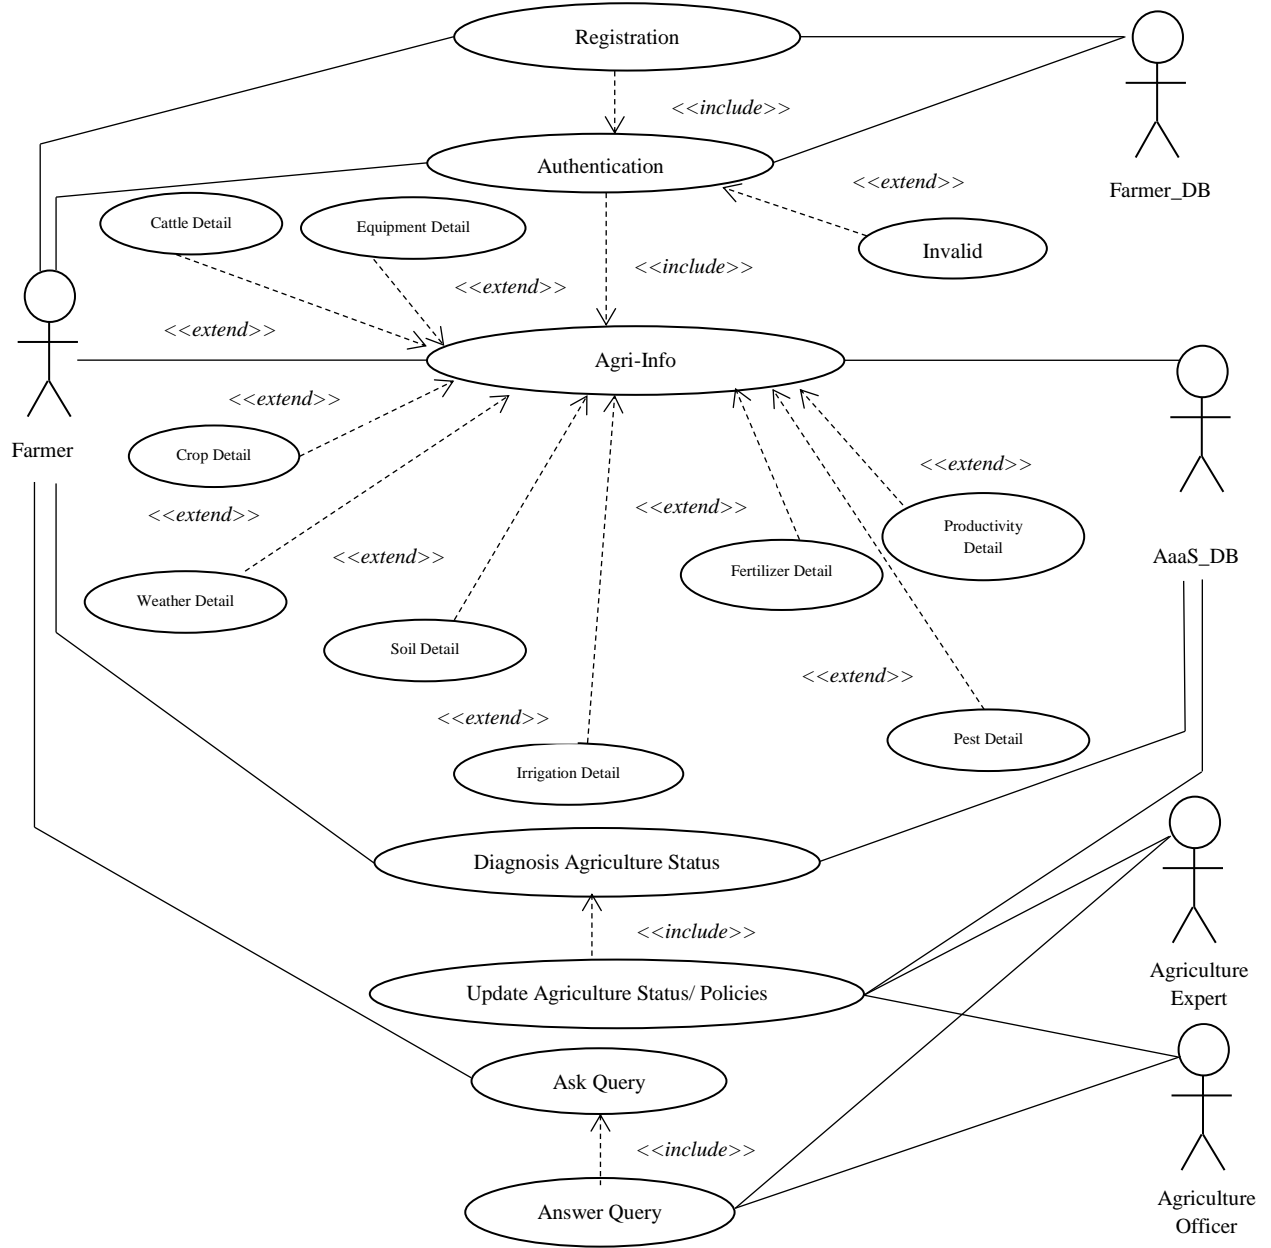 Registration
<<include>>
Authentication
<<extend>>
Farmer_DB
Cattle Detail
Equipment Detail
Invalid
<<include>>
<<extend>>
<<extend>>
Agri-Info
<<extend>>
Farmer
Crop Detail
<<extend>>
<<extend>>
<<extend>>
Productivity
Detail
<<extend>>
AaaS_DB
Fertilizer Detail
Weather Detail
Soil Detail
<<extend>>
<<extend>>
Pest Detail
Irrigation Detail
Diagnosis Agriculture Status
<<include>>
Agriculture
Expert
Update Agriculture Status/ Policies
Ask Query
<<include>>
Agriculture
Officer
Answer Query